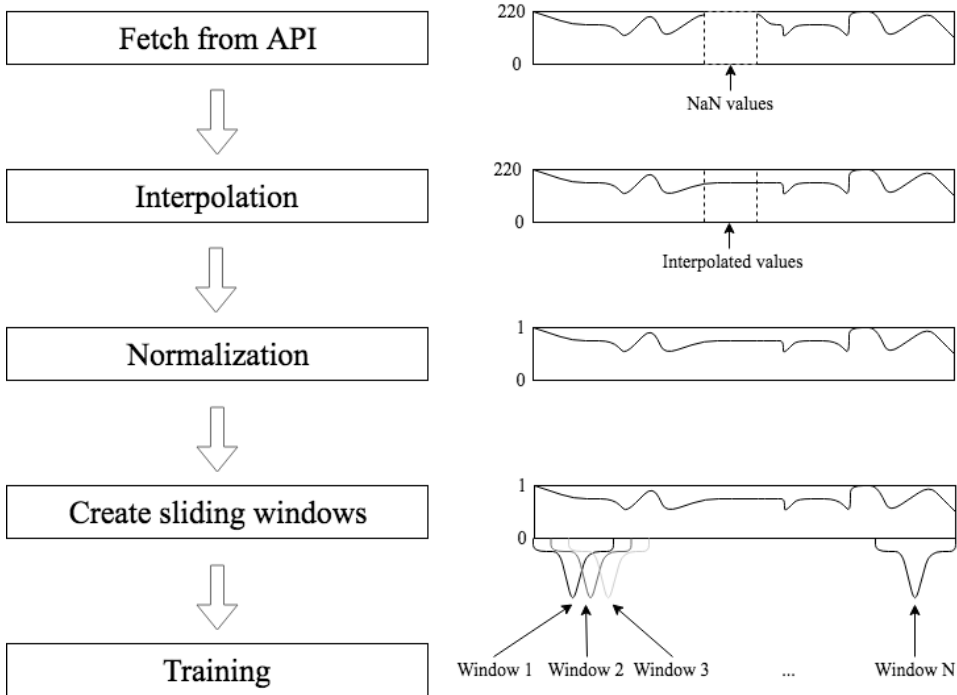 Fetch from API
220
0
NaN values
Interpolation
220
0
Interpolated values
Normalization
1
0
Create sliding windows
1
0
Training
Window 1 Window 2 Window 3 ... Window N